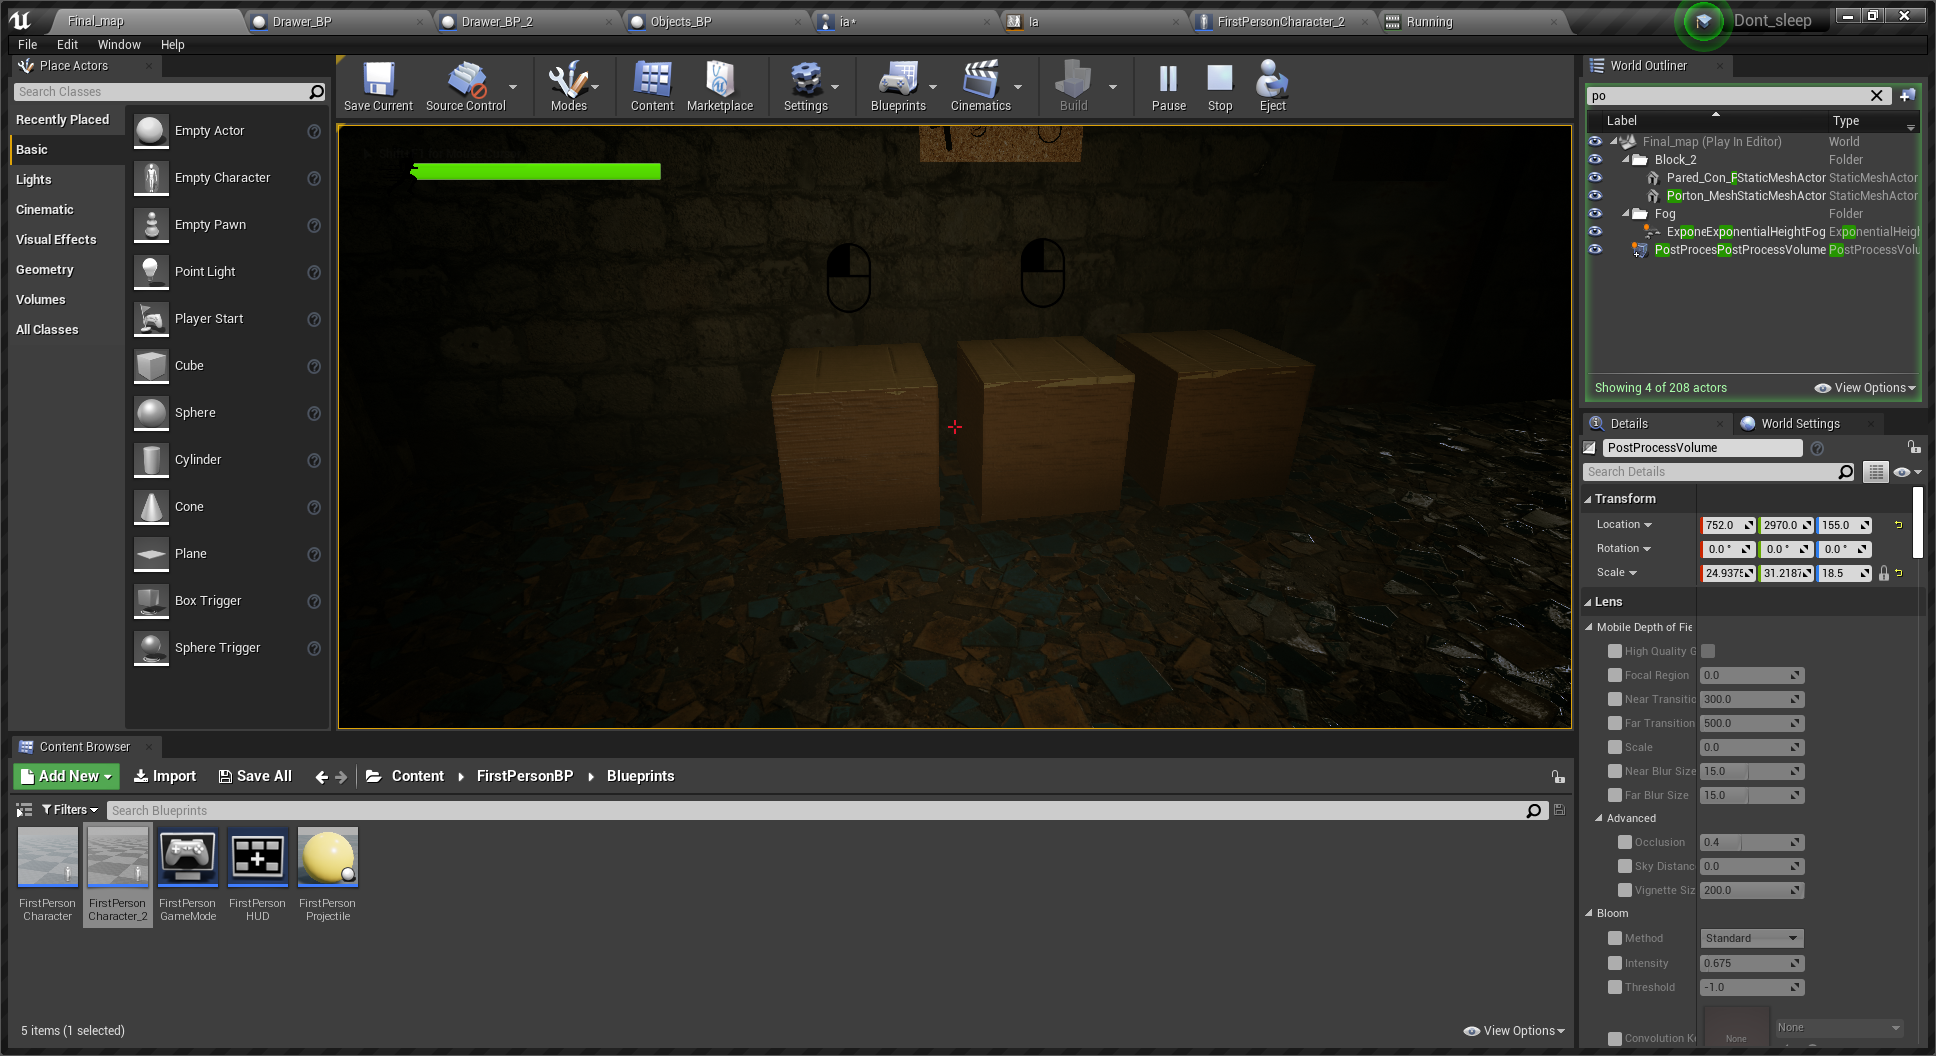 Final_map
Drawer_BP
Drawer_BP_2
Objects_BP
ia*
Ia
FirstPersonCharacter_2
Running
Dont_sleep
File Edit Window Help
Place Actors
Search Classes
Recently Placed
Basic
Lights
Cinematic
Visual Effects
Geometry
Volumes
All Classes
Empty Actor
Empty Character
Empty Pawn
Point Light
Player Start
Cube
Sphere
Cylinder
Cone
Plane
Box Trigger
Sphere Trigger
Save Current
Source Control
Modes
Content
Marketplace
Settings
Blueprints
Cinematics
Build
Pause
Stop
Eject
World Outliner
po
Label Type
Final_map (Play In Editor) World
Block_2 Folder
Pared_Con_FStaticMeshActor StaticMeshActor
Porton_MeshStaticMeshActor StaticMeshActor
Fog Folder
ExponeExponentialHeightFog ExponentialHeigh
PostProcesPostProcessVolume PostProcessVolu
Showing 4 of 208 actors
View Options
Details
World Settings
PostProcessVolume
Search Details
Transform
Location 752.0 2970.0 155.0
Rotation 0.0 ° 0.0 ° 0.0 °
Scale 24.9375 31.2187 18.5
Lens
Mobile Depth of Fie
High Quality G
Focal Region 0.0
Near Transitio 300.0
Far Transition 500.0
Scale 0.0
Near Blur Size 15.0
Far Blur Size 15.0
Advanced
Occlusion 0.4
Sky Distanc 0.0
Vignette Siz 200.0
Bloom
Method Standard
Intensity 0.675
Threshold -1.0
Convolution Ke None None
Content Browser
Add New Import Save All Content FirstPersonBP Blueprints
Filters
Search Blueprints
FirstPerson
Character
FirstPerson
Character_2
FirstPerson
GameMode
FirstPerson
HUD
FirstPerson
Projectile
5 items (1 selected)
View Options